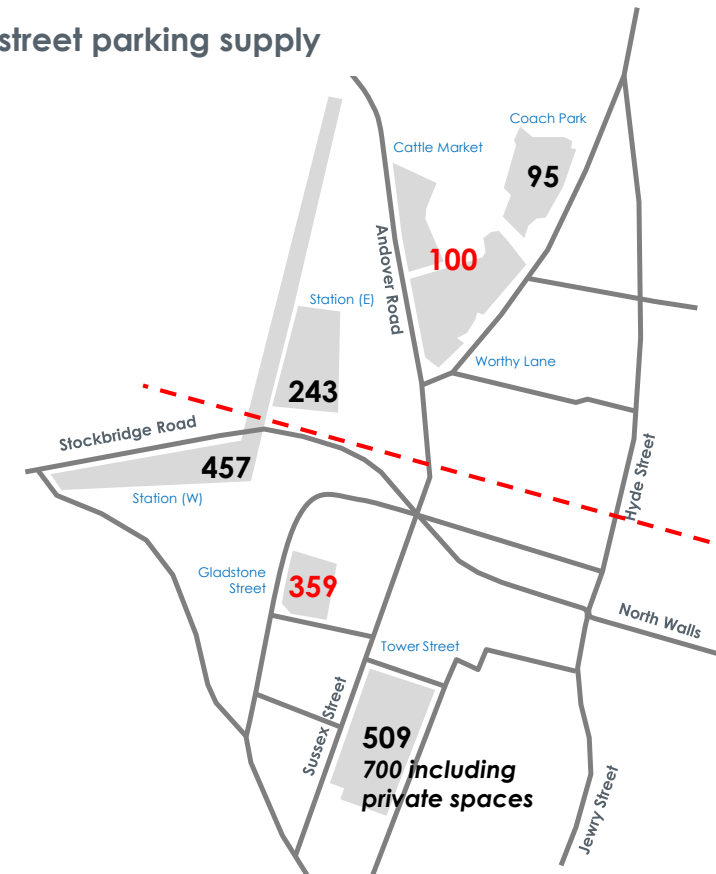 street parking supply
Coach Park
Cattle Market
95
Andover Road
100
Station (E)
Worthy Lane
243
Stockbridge Road
457
Station (W)
Hyde Street
Gladstone
Street
359
North Walls
Tower Street
Sussex Street
509
700 including
private spaces
Jewry Street